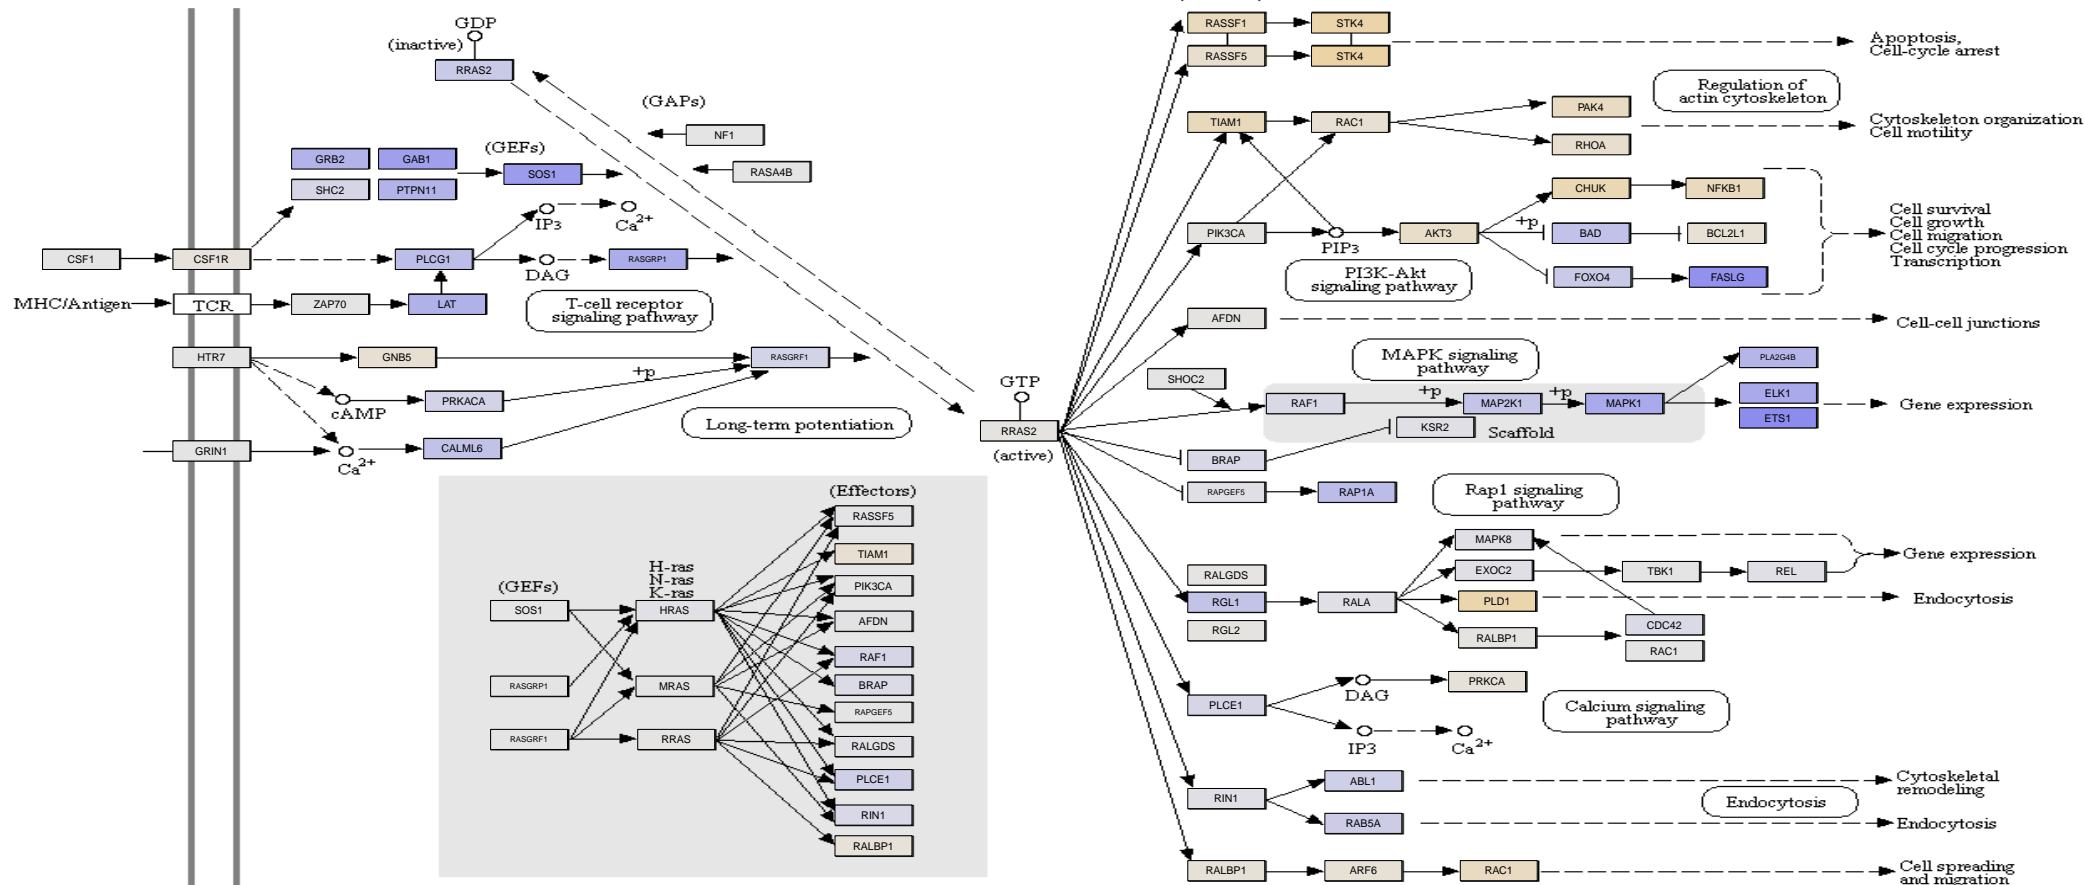 GDP
(inactive)
RRAS2
(GAPs)
NF1
RASA4B
GRB2
GAB1
(GEFs)
SOS1
SHC2
PTPN11
IP3
Ca2+
CSF1
CSF1R
PLCG1
DAG
RASGRP1
MHC/Antigen
TCR
ZAP70
LAT
T-cell receptor
signaling pathway
HTR7
GNB5
RASGRF1
+p
cAMP
PRKACA
Long-term potentiation
GRIN1
Ca2+
CALML6
GTP
RRAS2
(active)
(Effectors)
RASSF5
TIAM1
H-ras
N-ras
K-ras
PIK3CA
(GEFs)
SOS1
HRAS
AFDN
RAF1
RASGRP1
MRAS
BRAP
RAPGEF5
RASGRF1
RRAS
RALGDS
PLCE1
RIN1
RALBP1
RASSF1
STK4
RASSF5
STK4
Apoptosis,
Cell-cycle arrest
Regulation of
actin cytoskeleton
TIAM1
RAC1
PAK4
RHOA
Cytoskeleton organization
Cell motility
CHUK
NFKB1
PIK3CA
PIP3
AKT3
+p
BAD
BCL2L1
FOXO4
FASLG
Cell survival
Cell growth
Cell migration
Cell cycle progression
Transcription
PI3K-Akt
signaling pathway
AFDN
Cell-cell junctions
MAPK signaling
pathway
SHOC2
RAF1
+p
MAP2K1
+p
MAPK1
PLA2G4B
ELK1
ETS1
Gene expression
KSR2
Scaffold
BRAP
RAPGEF5
RAP1A
Rap1 signaling
pathway
MAPK8
RALGDS
EXOC2
TBK1
REL
Gene expression
RGL1
RALA
PLD1
Endocytosis
RGL2
RALBP1
CDC42
RAC1
PLCE1
DAG
PRKCA
IP3
Ca2+
Calcium signaling
pathway
RIN1
ABL1
Cytoskeletal
remodeling
Endocytosis
RAB5A
Endocytosis
RALBP1
ARF6
RAC1
Cell spreading
and migration